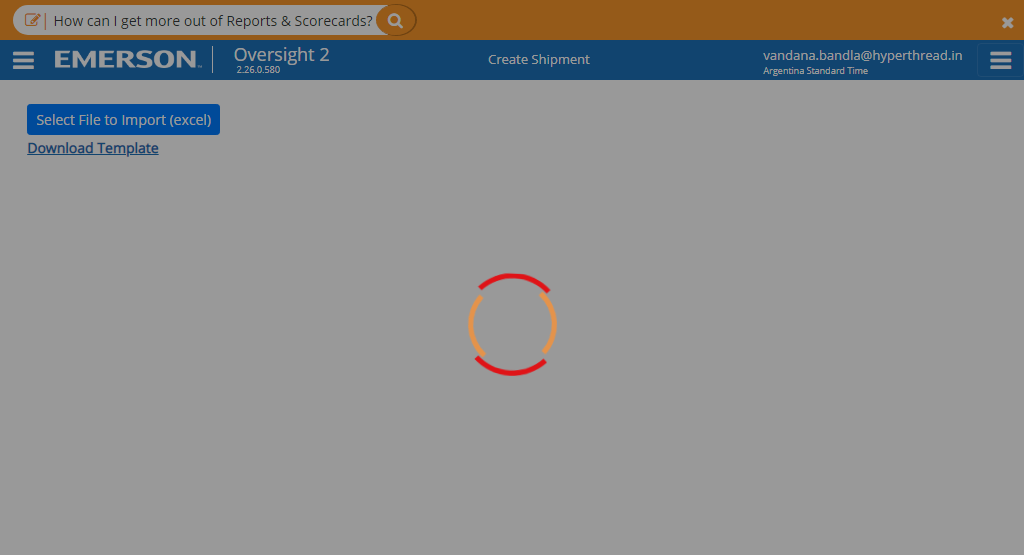 How can I get more out of Reports & Scorecards?
EMERSON™
Oversight 2
2.26.0.580
Create Shipment
vandana.bandla@hyperthread.in
Argentina Standard Time
Select File to Import (excel)
Download Template